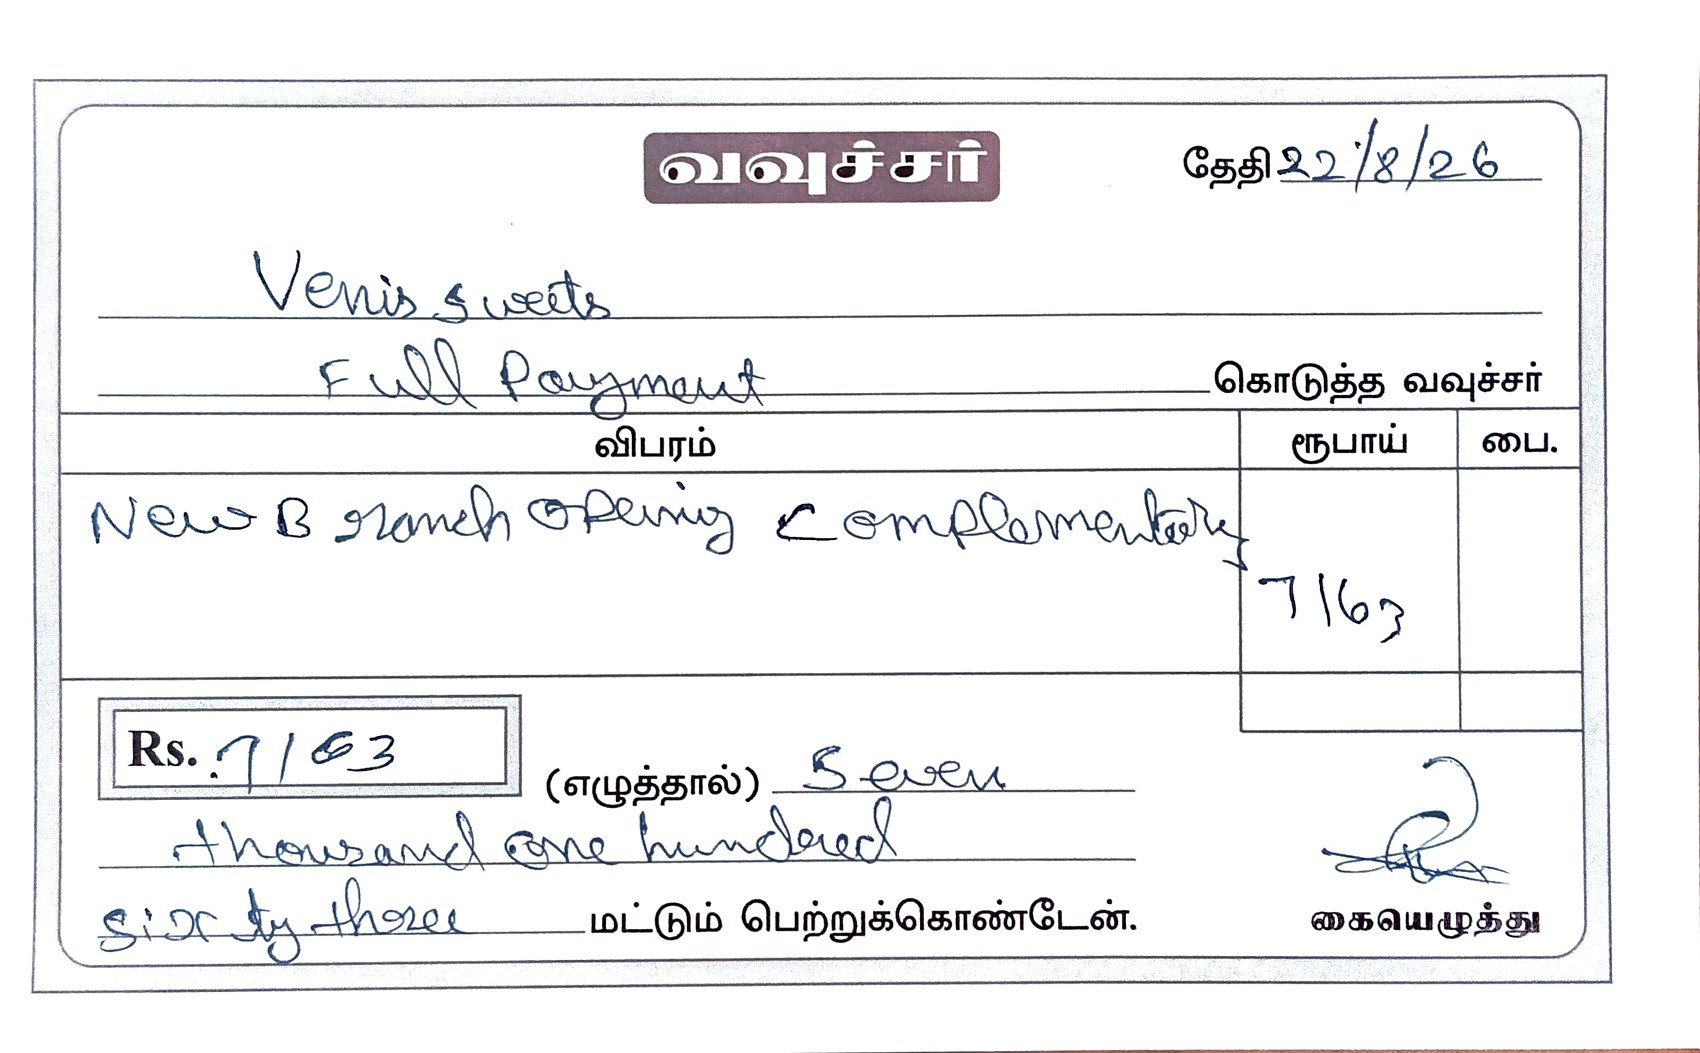 வவுச்சர்
தேதி 22/8/26
Venis sweets
Full Payment கொடுத்த வவுச்சர்
விபரம் ரூபாய் பை.
New Branch Opening Complementary
7163
Rs. 7163
(எழுத்தால்) Seven
thousand one hundred
sixty three மட்டும் பெற்றுக்கொண்டேன்.
கையெழுத்து